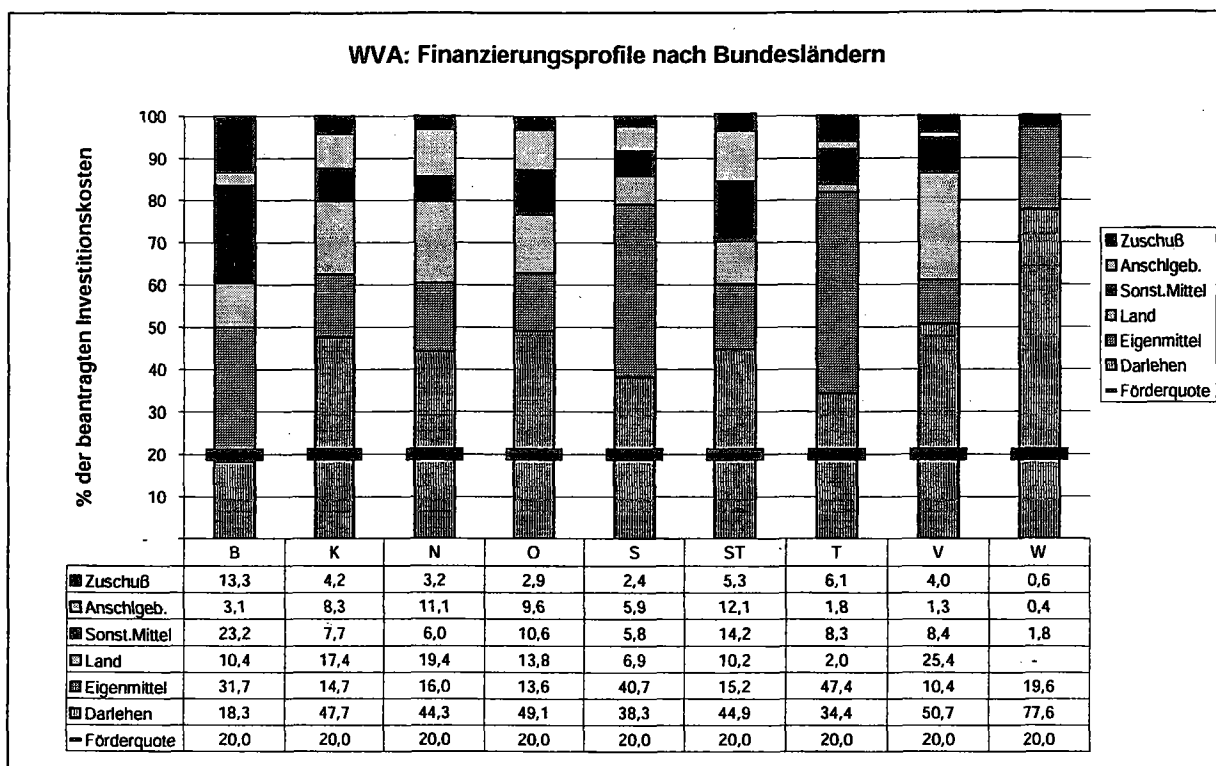 WVA: Finanzierungsprofile nach Bundesländern
% der beantragten Investitionskosten
100
90
80
70
60
50
40
30
20
10
-
Zuschuß
Anschlgeb.
Sonst.Mittel
Land
Eigenmittel
Darlehen
Förderquote
B K N O S ST T V W
Zuschuß 13,3 4,2 3,2 2,9 2,4 5,3 6,1 4,0 0,6
Anschlgeb. 3,1 8,3 11,1 9,6 5,9 12,1 1,8 1,3 0,4
Sonst.Mittel 23,2 7,7 6,0 10,6 5,8 14,2 8,3 8,4 1,8
Land 10,4 17,4 19,4 13,8 6,9 10,2 2,0 25,4 -
Eigenmittel 31,7 14,7 16,0 13,6 40,7 15,2 47,4 10,4 19,6
Darlehen 18,3 47,7 44,3 49,1 38,3 44,9 34,4 50,7 77,6
Förderquote 20,0 20,0 20,0 20,0 20,0 20,0 20,0 20,0 20,0